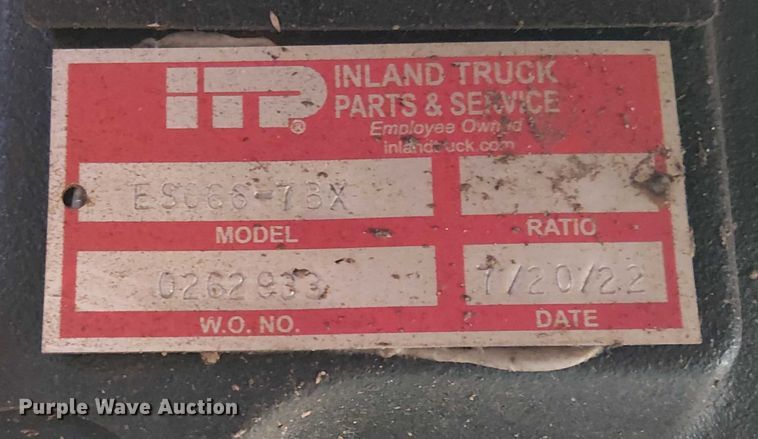 ITP®
INLAND TRUCK
PARTS & SERVICE
Employee Owned
inlandtruck.com
ES066-7BX
MODEL
RATIO
0262933
7/20/22
W.O. NO.
DATE
Purple Wave Auction